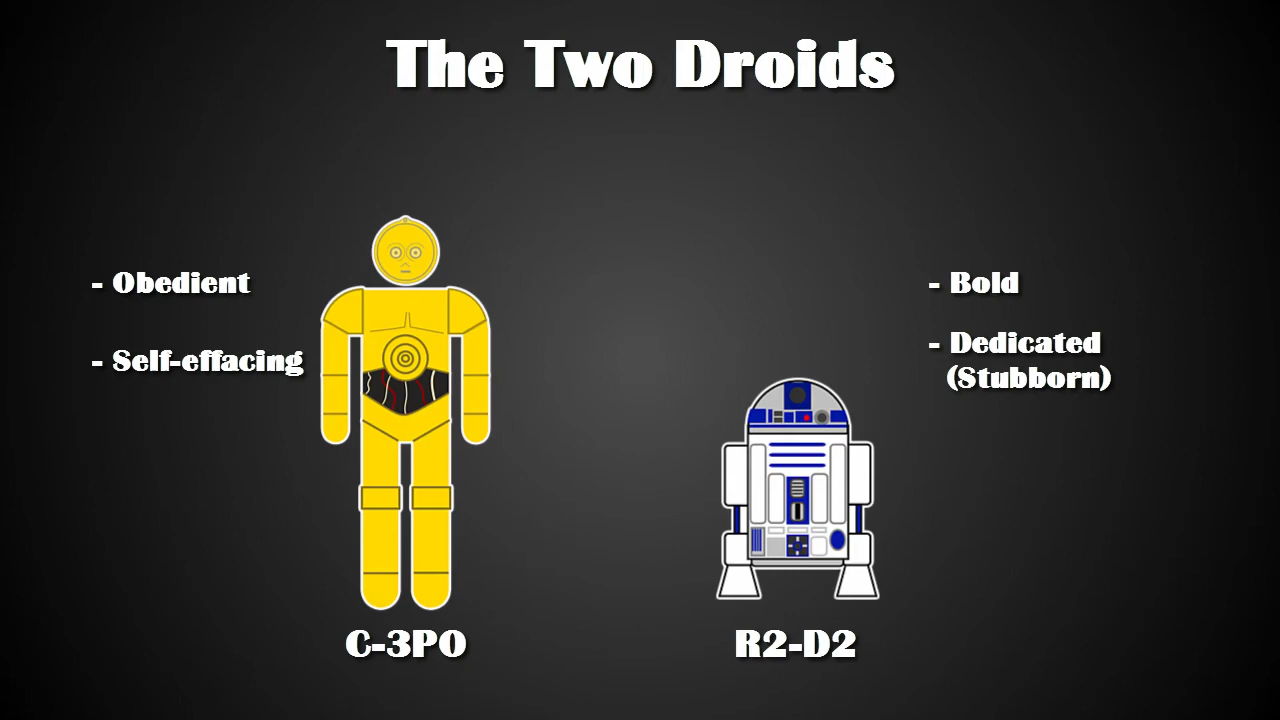 The Two Droids
- Obedient
- Self-effacing
- Bold
- Dedicated
(Stubborn)
C-3PO
R2-D2